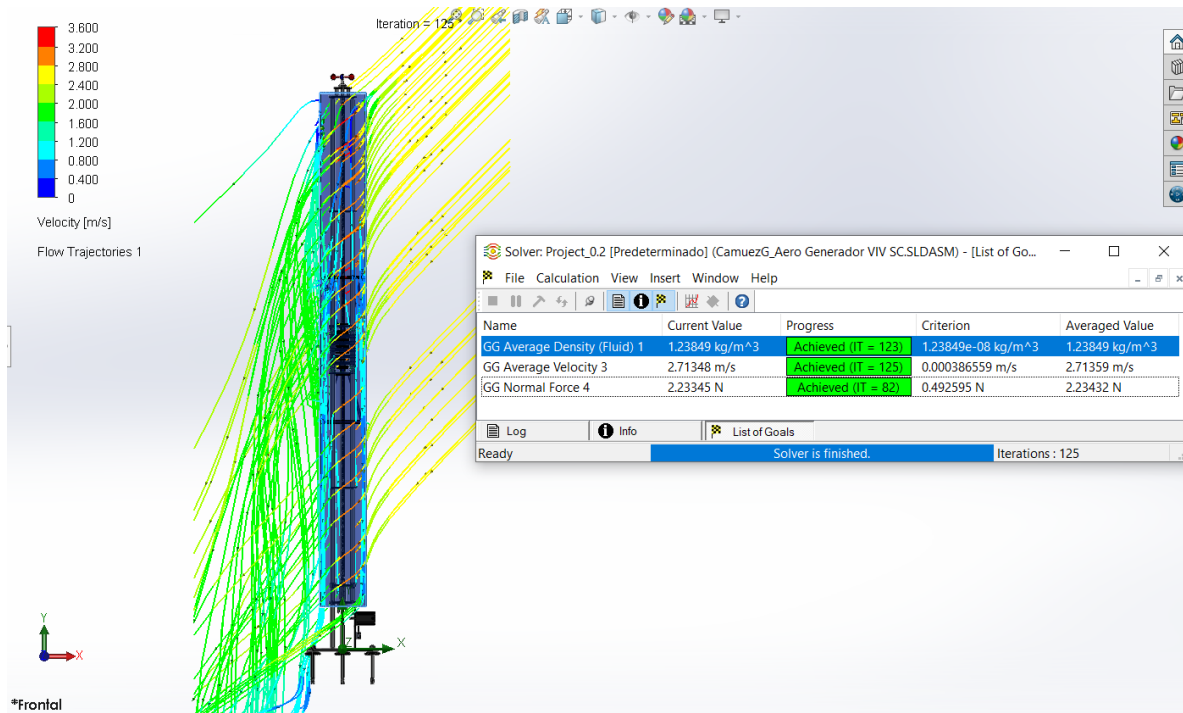 Iteration = 125
3.600
3.200
2.800
2.400
2.000
1.600
1.200
0.800
0.400
0
Velocity [m/s]
Flow Trajectories 1
Solver: Project_0.2 [Predeterminado] (CamuezG_Aero Generador VIV SC.SLDASM) - [List of Go...
File Calculation View Insert Window Help
Name Current Value Progress Criterion Averaged Value
GG Average Density (Fluid) 1 1.23849 kg/m^3 Achieved (IT = 123) 1.23849e-08 kg/m^3 1.23849 kg/m^3
GG Average Velocity 3 2.71348 m/s Achieved (IT = 125) 0.000386559 m/s 2.71359 m/s
GG Normal Force 4 2.23345 N Achieved (IT = 82) 0.492595 N 2.23432 N
Log Info List of Goals
Ready Solver is finished. Iterations : 125
Y
X
Z
X
*Frontal